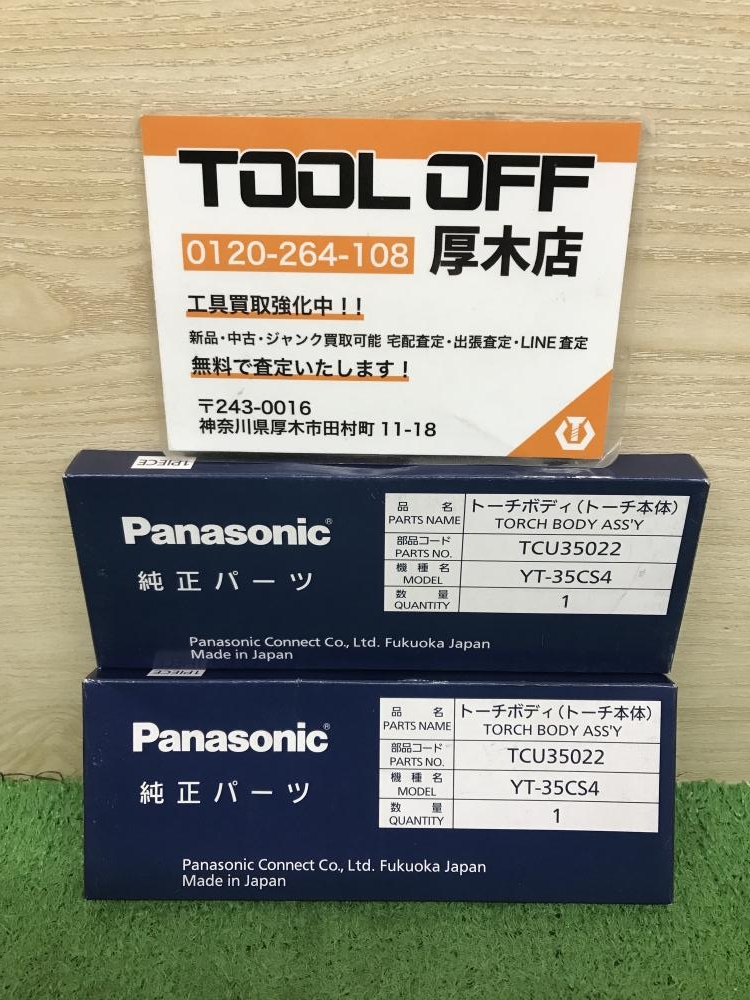 TOOL OFF
0120-264-108 厚木店
工具買取強化中!!
新品・中古・ジャンク買取可能 宅配査定・出張査定・LINE査定
無料で査定いたします!
〒243-0016
神奈川県厚木市田村町 11-18
1PIECE
Panasonic®
純正パーツ
品名 PARTS NAME トーチボディ(トーチ本体) TORCH BODY ASS'Y
部品コード PARTS NO. TCU35022
機種名 MODEL YT-35CS4
数量 QUANTITY 1
Panasonic Connect Co., Ltd. Fukuoka Japan
Made in Japan
1PIECE
Panasonic®
純正パーツ
品名 PARTS NAME トーチボディ(トーチ本体) TORCH BODY ASS'Y
部品コード PARTS NO. TCU35022
機種名 MODEL YT-35CS4
数量 QUANTITY 1
Panasonic Connect Co., Ltd. Fukuoka Japan
Made in Japan